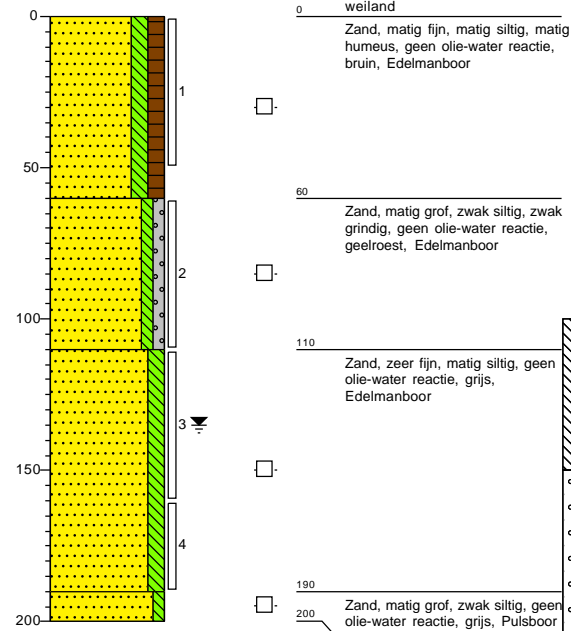 0
50
100
150
200
1
2
3
4
0
weiland
Zand, matig fijn, matig siltig, matig
humeus, geen olie-water reactie,
bruin, Edelmanboor
60
Zand, matig grof, zwak siltig, zwak
grindig, geen olie-water reactie,
geelroest, Edelmanboor
110
Zand, zeer fijn, matig siltig, geen
olie-water reactie, grijs,
Edelmanboor
190
Zand, matig grof, zwak siltig, geen
200
olie-water reactie, grijs, Pulsboor